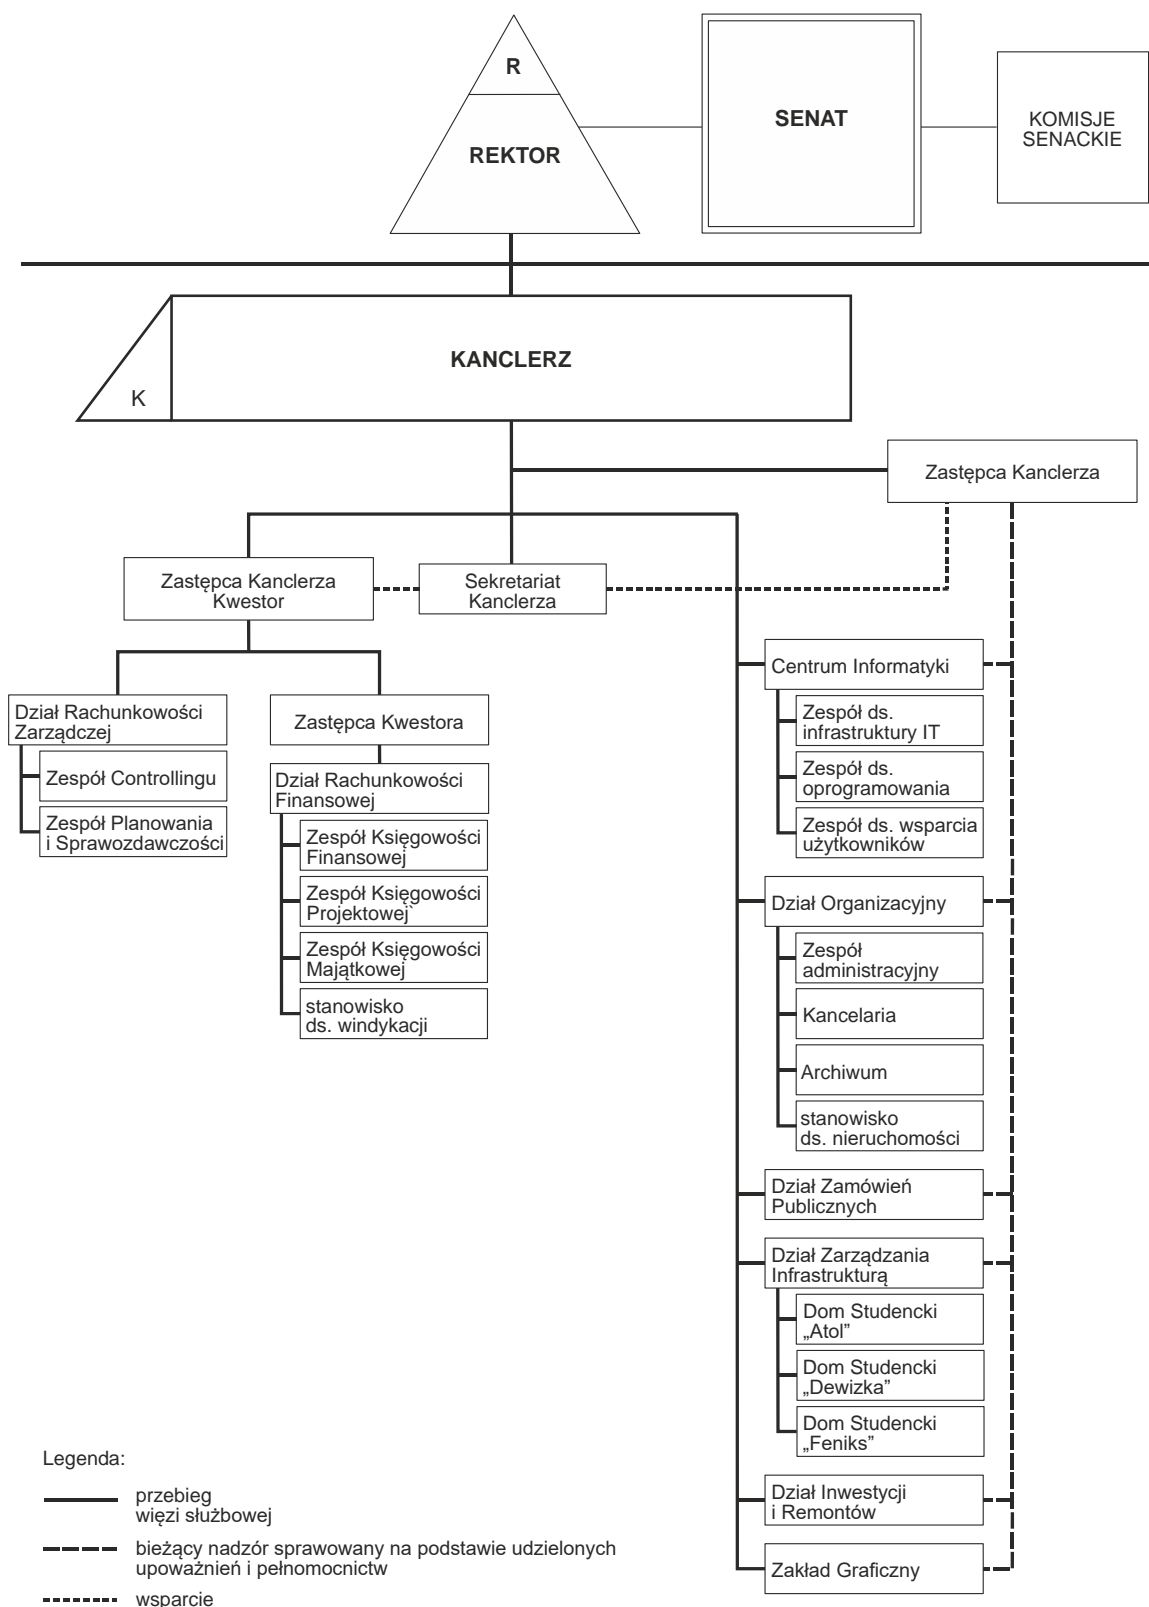 R
REKTOR
SENAT
KOMISJE
SENACKIE
K
KANCLERZ
Zastępca Kanclerza
Zastępca Kanclerza
Kwestor
Sekretariat
Kanclerza
Dział Rachunkowości
Zarządczej
Zespół Controllingu
Zespół Planowania
i Sprawozdawczości
Zastępca Kwestora
Dział Rachunkowości
Finansowej
Zespół Księgowości
Finansowej
Zespół Księgowości
Projektowej`
Zespół Księgowości
Majątkowej
stanowisko
ds. windykacji
Centrum Informatyki
Zespół ds.
infrastruktury IT
Zespół ds.
oprogramowania
Zespół ds. wsparcia
użytkowników
Dział Organizacyjny
Zespół
administracyjny
Kancelaria
Archiwum
stanowisko
ds. nieruchomości
Dział Zamówień
Publicznych
Dział Zarządzania
Infrastrukturą
Dom Studencki
„Atol”
Dom Studencki
„Dewizka”
Dom Studencki
„Feniks”
Dział Inwestycji
i Remontów
Zakład Graficzny
Legenda:
przebieg
więzi służbowej
bieżący nadzór sprawowany na podstawie udzielonych
upoważnień i pełnomocnictw
wsparcie